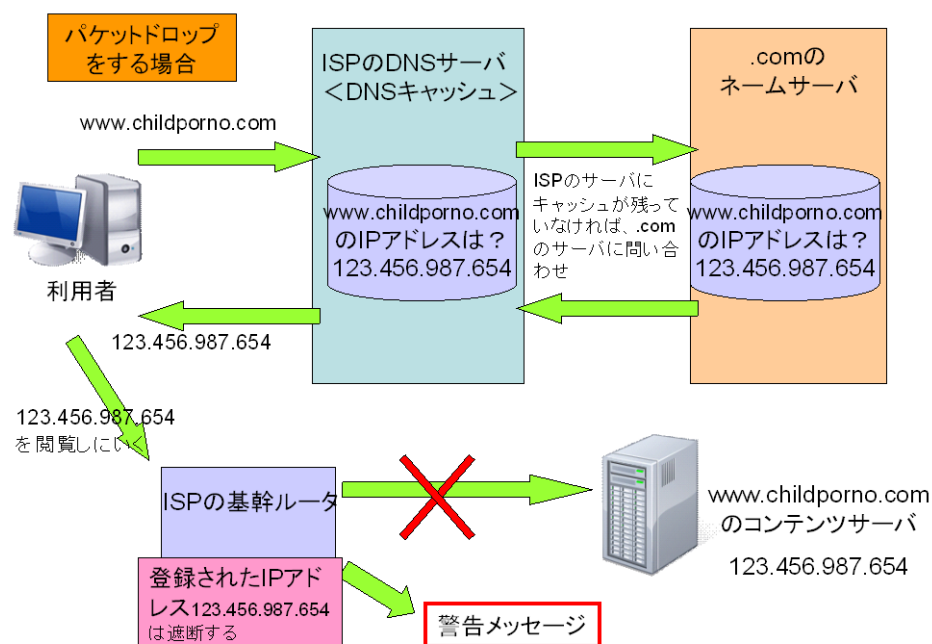 パケットドロップ
をする場合
www.childporno.com
ISPのDNSサーバ
＜DNSキャッシュ＞
.comの
ネームサーバ
www.childporno.com
のIPアドレスは？
123.456.987.654
ISPのサーバに
キャッシュが残って
いなければ、.com
のサーバに問い合
わせ
www.childporno.com
のIPアドレスは？
123.456.987.654
利用者
123.456.987.654
123.456.987.654
を閲覧しにいく
ISPの基幹ルータ
登録されたIPアド
レス123.456.987.654
は遮断する
警告メッセージ
www.childporno.com
のコンテンツサーバ
123.456.987.654